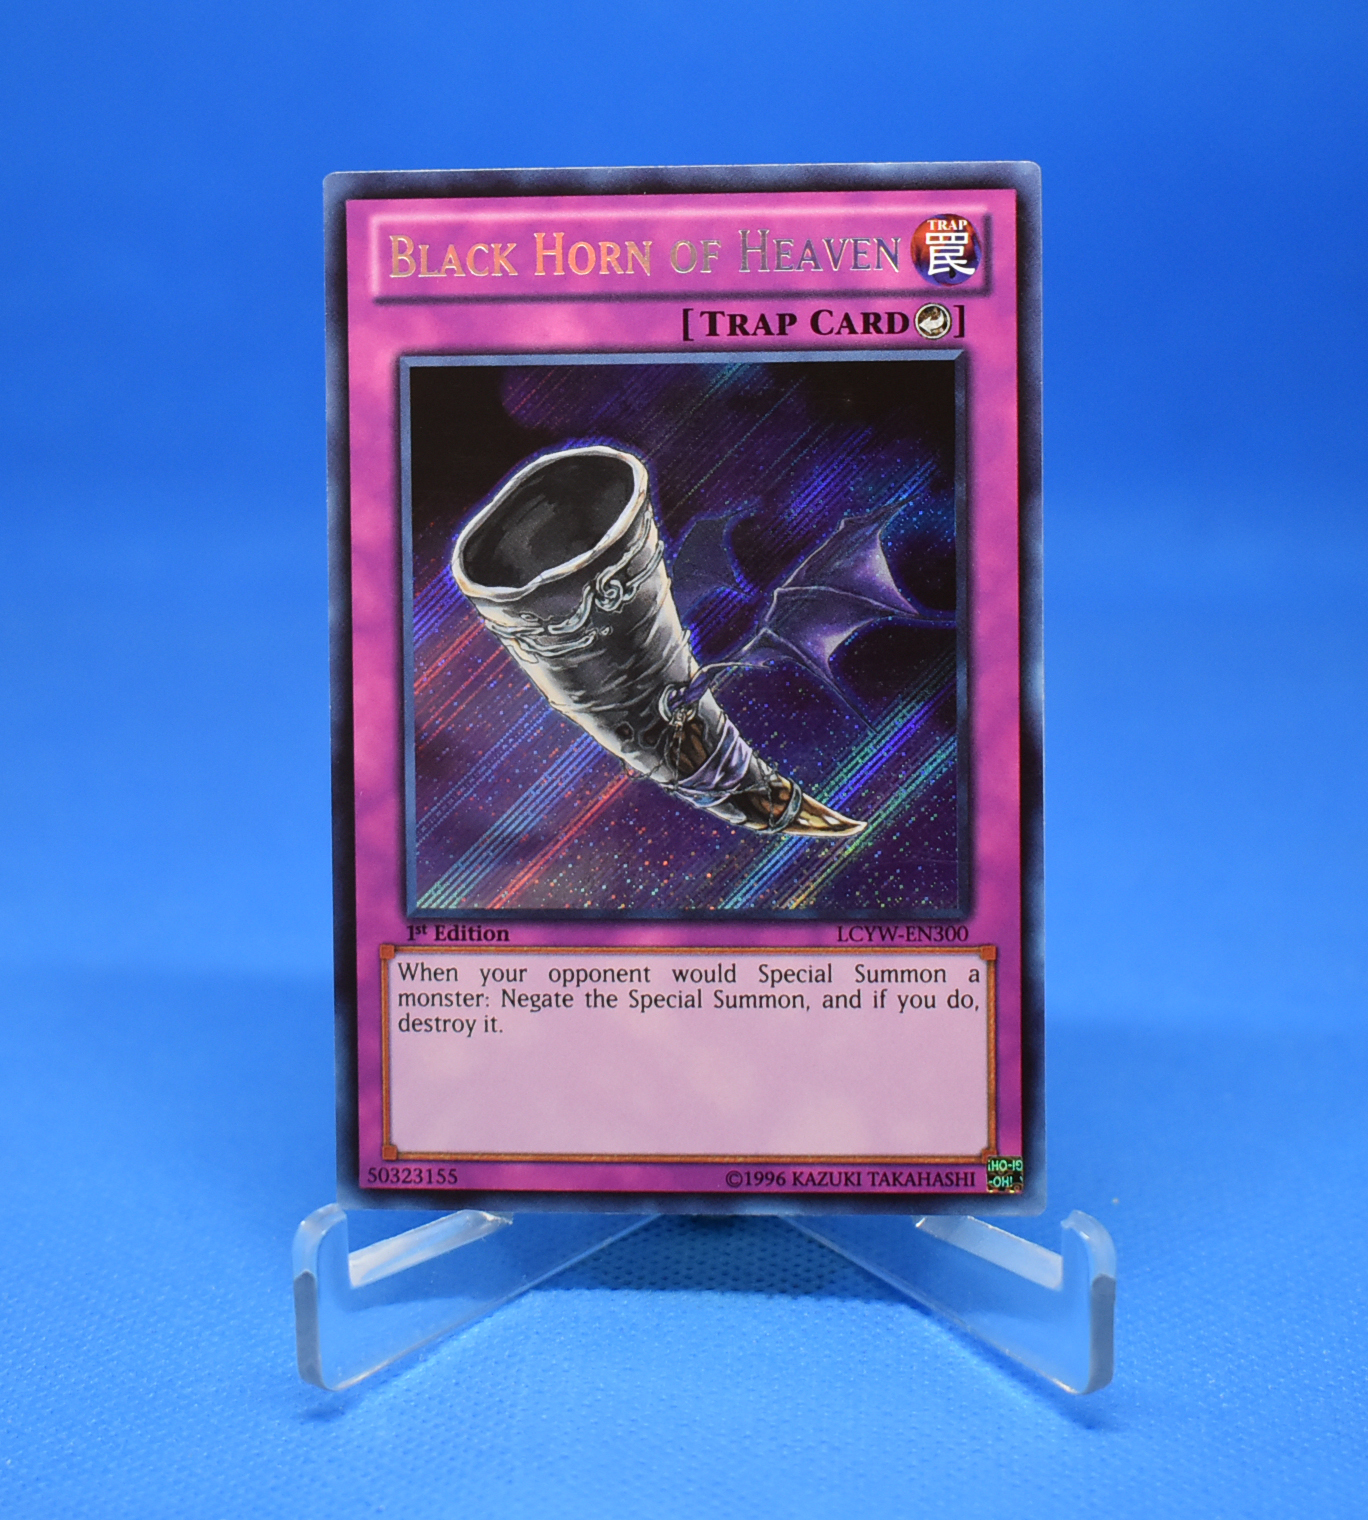 BLACK HORN OF HEAVEN
TRAP
罠
[TRAP CARD]
1st Edition
LCYW-EN300
When your opponent would Special Summon a
monster: Negate the Special Summon, and if you do,
destroy it.
50323155
©1996 KAZUKI TAKAHASHI